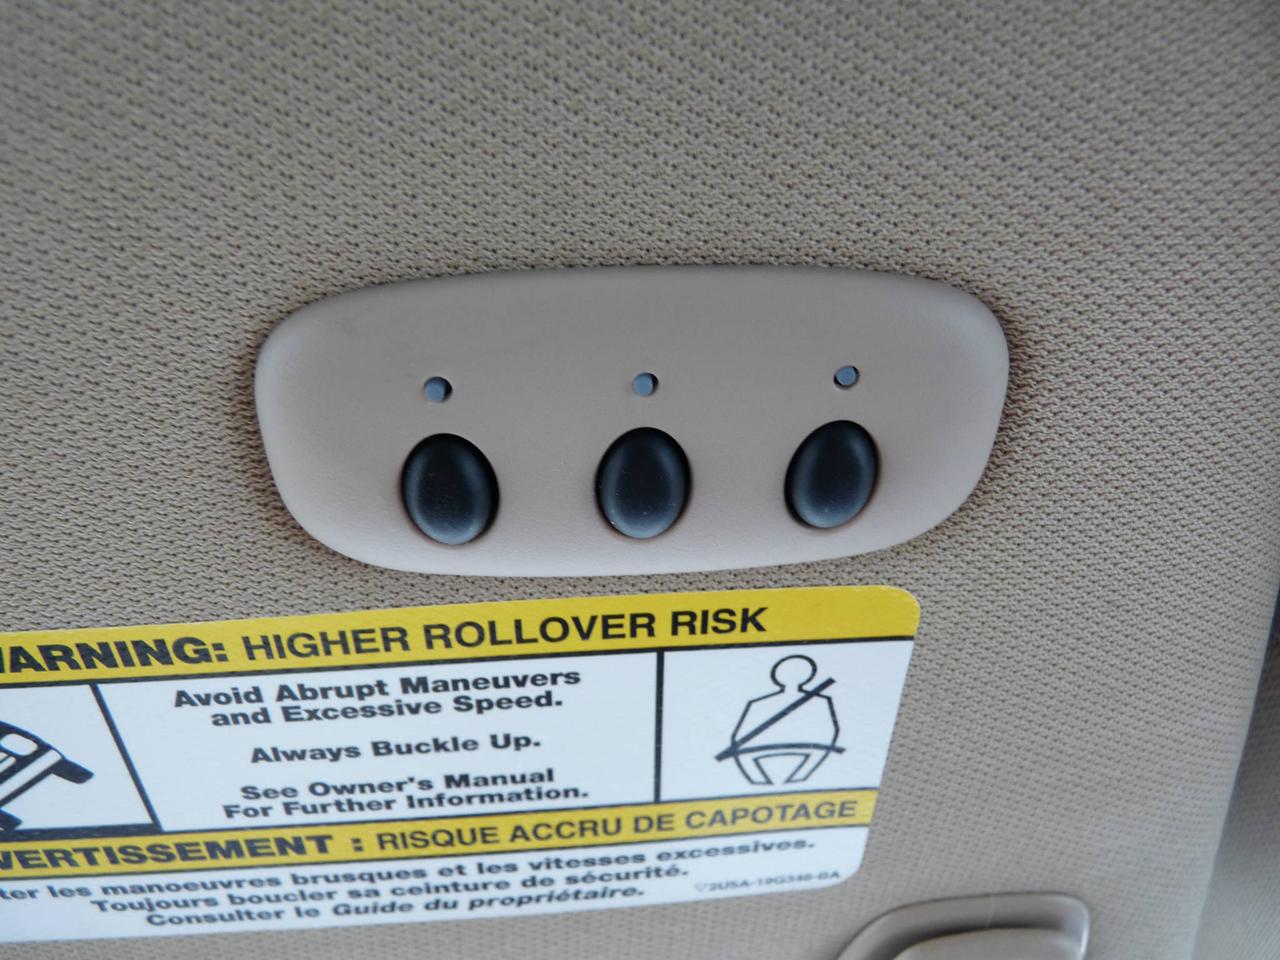 WARNING: HIGHER ROLLOVER RISK
Avoid Abrupt Maneuvers
and Excessive Speed.
Always Buckle Up.
See Owner's Manual
For Further Information.
VERTISSEMENT : RISQUE ACCRU DE CAPOTAGE
ter les manoeuvres brusques et les vitesses excessives.
Toujours boucler sa ceinture de sécurité.
Consulter le Guide du propriétaire.